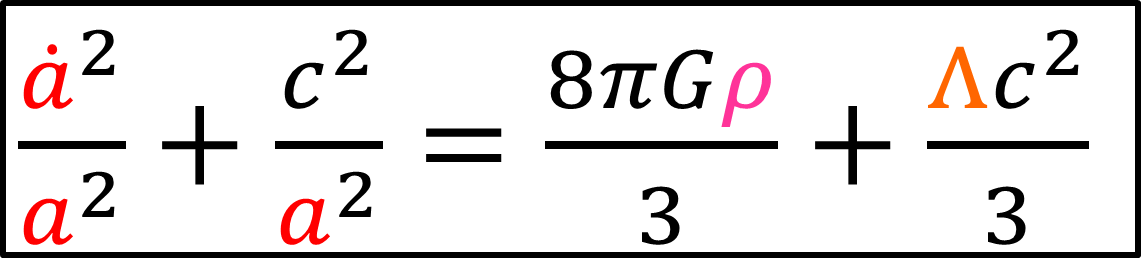 ȧ²/a² + c²/a² = 8πGρ/3 + Λc²/3